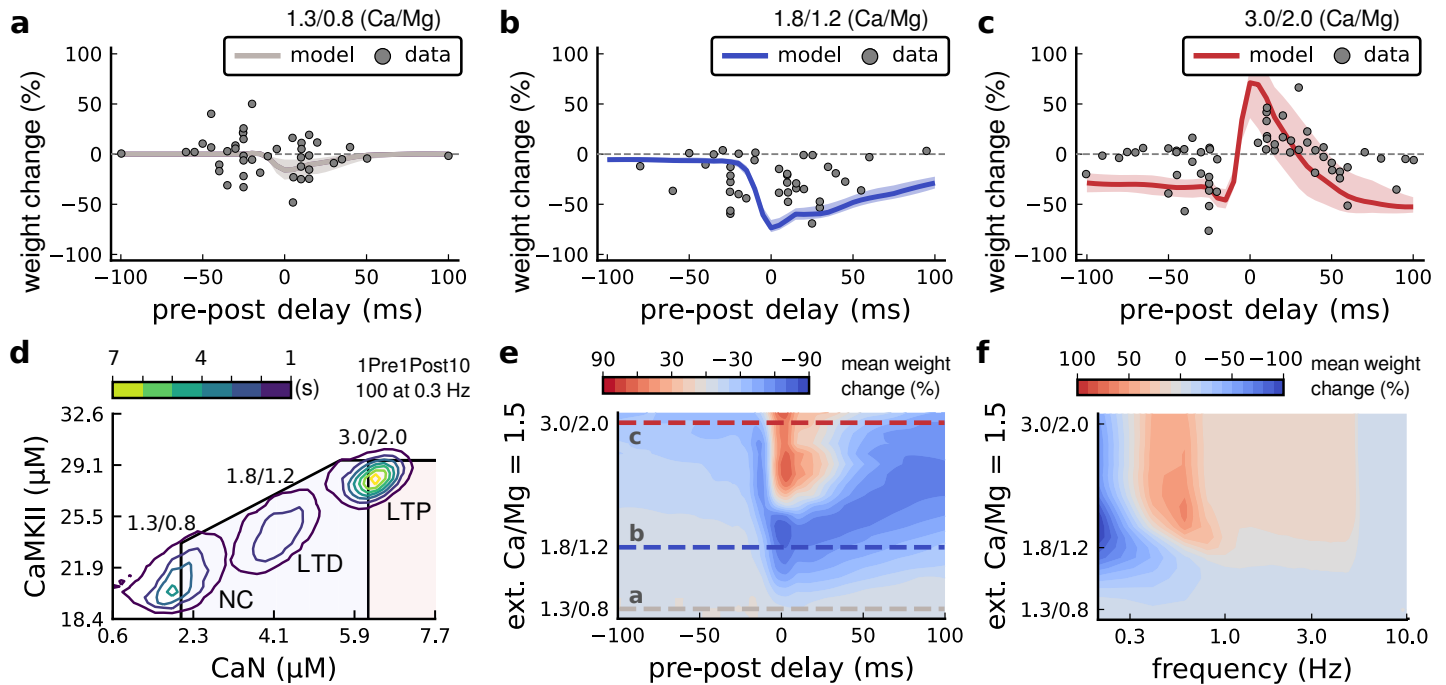 a
1.3/0.8 (Ca/Mg)
model data
weight change (%)
100
50
0
−50
−100
−100 −50 0 50 100
pre-post delay (ms)
b
1.8/1.2 (Ca/Mg)
model data
weight change (%)
100
50
0
−50
−100
−100 −50 0 50 100
pre-post delay (ms)
c
3.0/2.0 (Ca/Mg)
model data
weight change (%)
100
50
0
−50
−100
−100 −50 0 50 100
pre-post delay (ms)
d
7 4 1
(s)
1Pre1Post10
100 at 0.3 Hz
CaMKII (μM)
32.6
29.1
25.5
21.9
18.4
3.0/2.0
1.8/1.2
1.3/0.8
LTP
LTD
NC
0.6 2.3 4.1 5.9 7.7
CaN (μM)
e
90 30 −30 −90
mean weight
change (%)
ext. Ca/Mg = 1.5
3.0/2.0
1.8/1.2
1.3/0.8
c
b
a
−100 −50 0 50 100
pre-post delay (ms)
f
100 50 0 −50 −100
mean weight
change (%)
ext. Ca/Mg = 1.5
3.0/2.0
1.8/1.2
1.3/0.8
0.3 1.0 3.0 10.0
frequency (Hz)